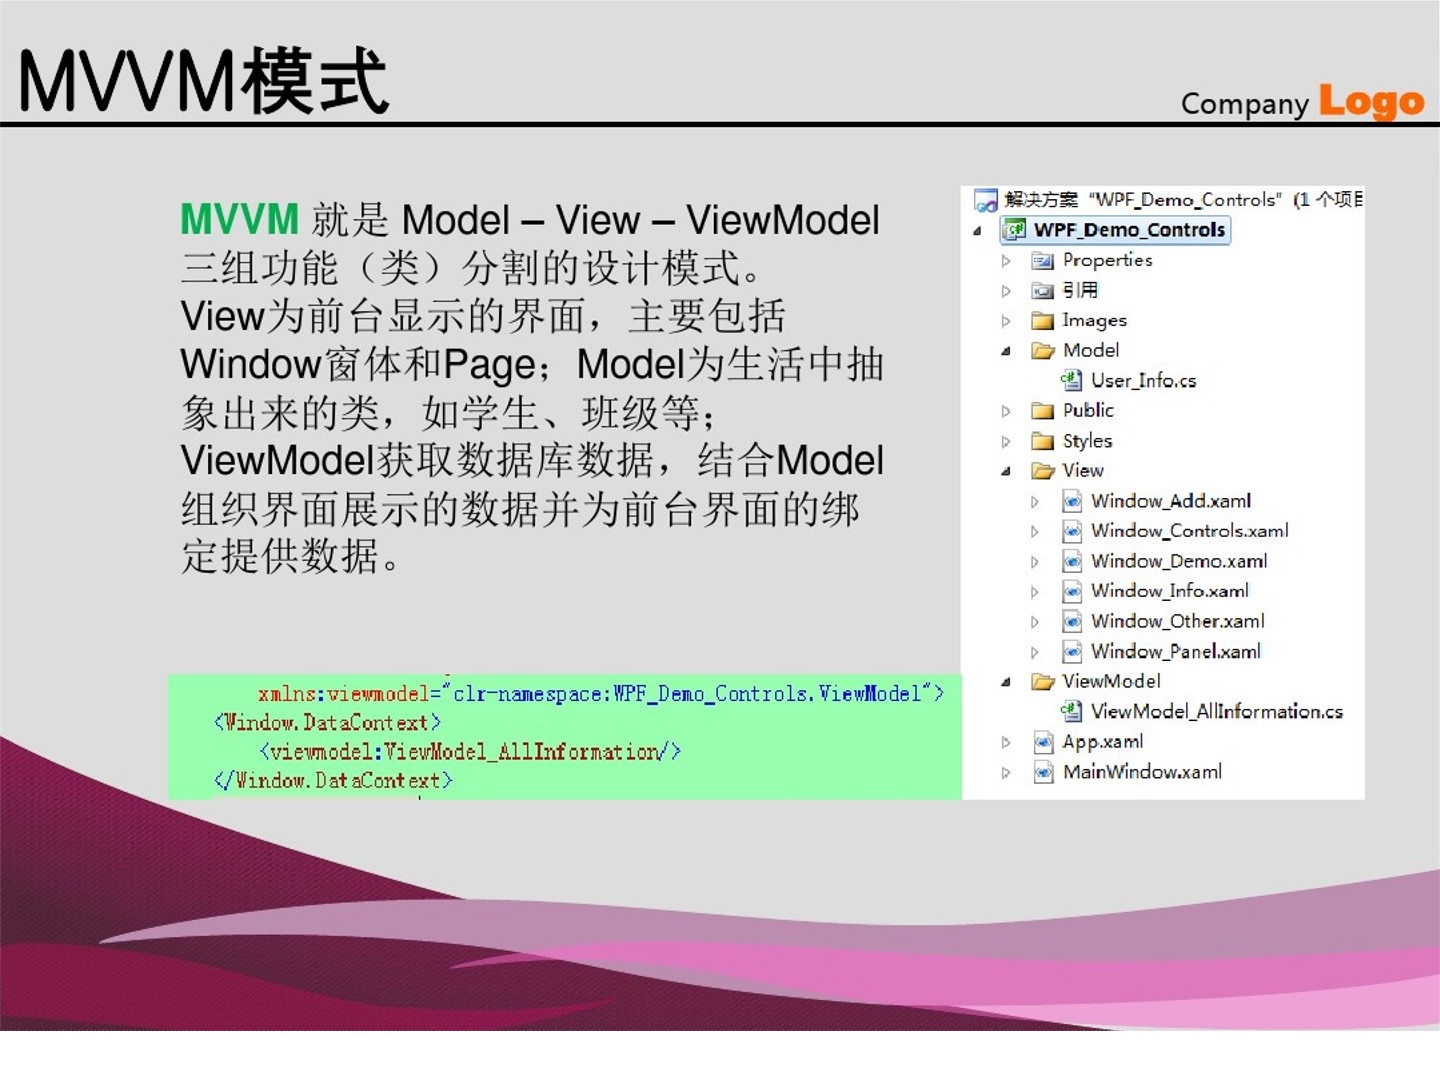 MVVM模式
Company Logo
MVVM 就是 Model – View – ViewModel
三组功能（类）分割的设计模式。
View为前台显示的界面，主要包括
Window窗体和Page；Model为生活中抽
象出来的类，如学生、班级等；
ViewModel获取数据库数据，结合Model
组织界面展示的数据并为前台界面的绑
定提供数据。
xmlns:viewmodel="clr-namespace:WPF_Demo_Controls.ViewModel">
<Window.DataContext>
<viewmodel:ViewModel_AllInformation/>
</Window.DataContext>
解决方案 "WPF_Demo_Controls" (1 个项目
WPF_Demo_Controls
Properties
引用
Images
Model
User_Info.cs
Public
Styles
View
Window_Add.xaml
Window_Controls.xaml
Window_Demo.xaml
Window_Info.xaml
Window_Other.xaml
Window_Panel.xaml
ViewModel
ViewModel_AllInformation.cs
App.xaml
MainWindow.xaml